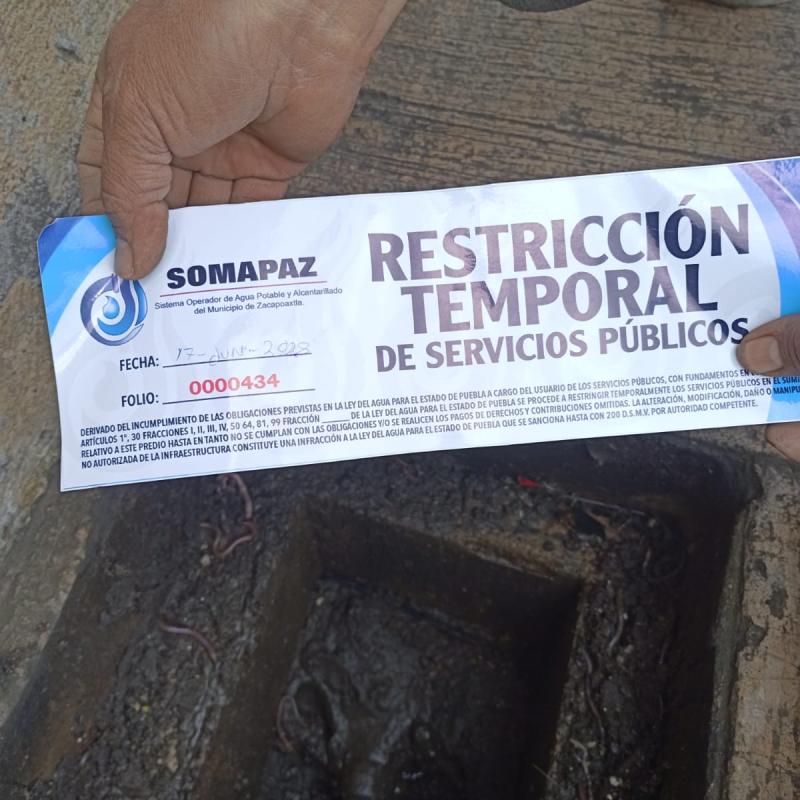 SOMAPAZ
Sistema Operador de Agua Potable y Alcantarillado
del Municipio de Zacapoaxtla.
FECHA: 17-Jun-
FOLIO: 0000434
RESTRICCIÓN
TEMPORAL
DE SERVICIOS PÚBLICOS
DERIVADO DEL INCUMPLIMIENTO DE LAS OBLIGACIONES PREVISTAS EN LA LEY DEL AGUA PARA EL ESTADO DE PUEBLA A CARGO DEL USUARIO DE LOS SERVICIOS PÚBLICOS, CON FUNDAMENTOS EN
ARTÍCULOS 1°, 30 FRACCIONES I, II, III, IV, 50 64, 81, 99 FRACCIÓN _____ DE LA LEY DEL AGUA PARA EL ESTADO DE PUEBLA SE PROCEDE A RESTRINGIR TEMPORALMENTE LOS SERVICIOS PÚBLICOS EN EL
RELATIVO A ESTE PREDIO HASTA EN TANTO NO SE CUMPLAN CON LAS OBLIGACIONES Y/O SE REALICEN LOS PAGOS DE DERECHOS Y CONTRIBUCIONES OMITIDAS. LA ALTERACIÓN, MODIFICACIÓN, DAÑO O
NO AUTORIZADA DE LA INFRAESTRUCTURA CONSTITUYE UNA INFRACCIÓN A LA LEY DEL AGUA PARA EL ESTADO DE PUEBLA QUE SE SANCIONA HASTA CON 200 D.S.M.V. POR AUTORIDAD COMPETENTE.